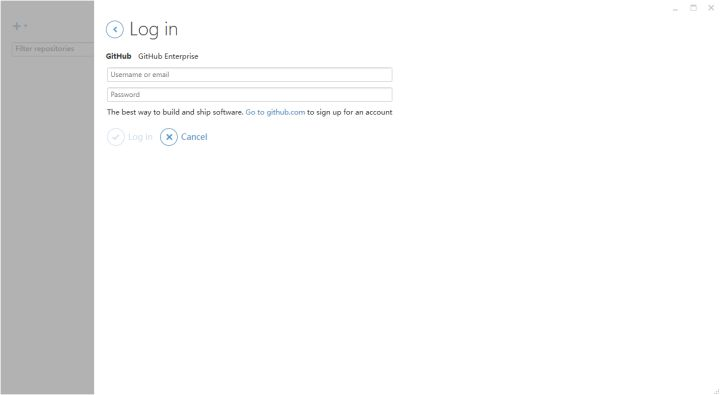 Log in
Filter repositories
GitHub GitHub Enterprise
Username or email
Password
The best way to build and ship software. Go to github.com to sign up for an account
Log in Cancel